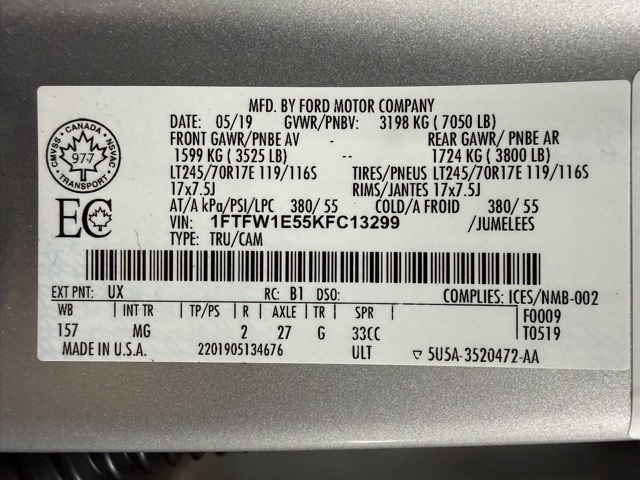 MFD. BY FORD MOTOR COMPANY
DATE: 05/19 GVWR/PNBV: 3198 KG ( 7050 LB)
FRONT GAWR/PNBE AV - REAR GAWR/ PNBE AR
1599 KG ( 3525 LB) -- 1724 KG ( 3800 LB)
LT245/70R17E 119/116S TIRES/PNEUS LT245/70R17E 119/116S
17x7.5J RIMS/JANTES 17x7.5J
AT/A kPa/PSI/LPC 380/ 55 COLD/A FROID 380/ 55
VIN: 1FTFW1E55KFC13299 /JUMELEES
TYPE: TRU/CAM
CANADA
CMVSS NSVAC
977
TRANSPORT
EC
EXT PNT: UX RC: B1 DSO: COMPLIES: ICES/NMB-002
WB INT TR TP/PS R AXLE TR SPR F0009
157 MG 2 27 G 33CC T0519
MADE IN U.S.A. 2201905134676 ULT 5U5A-3520472-AA